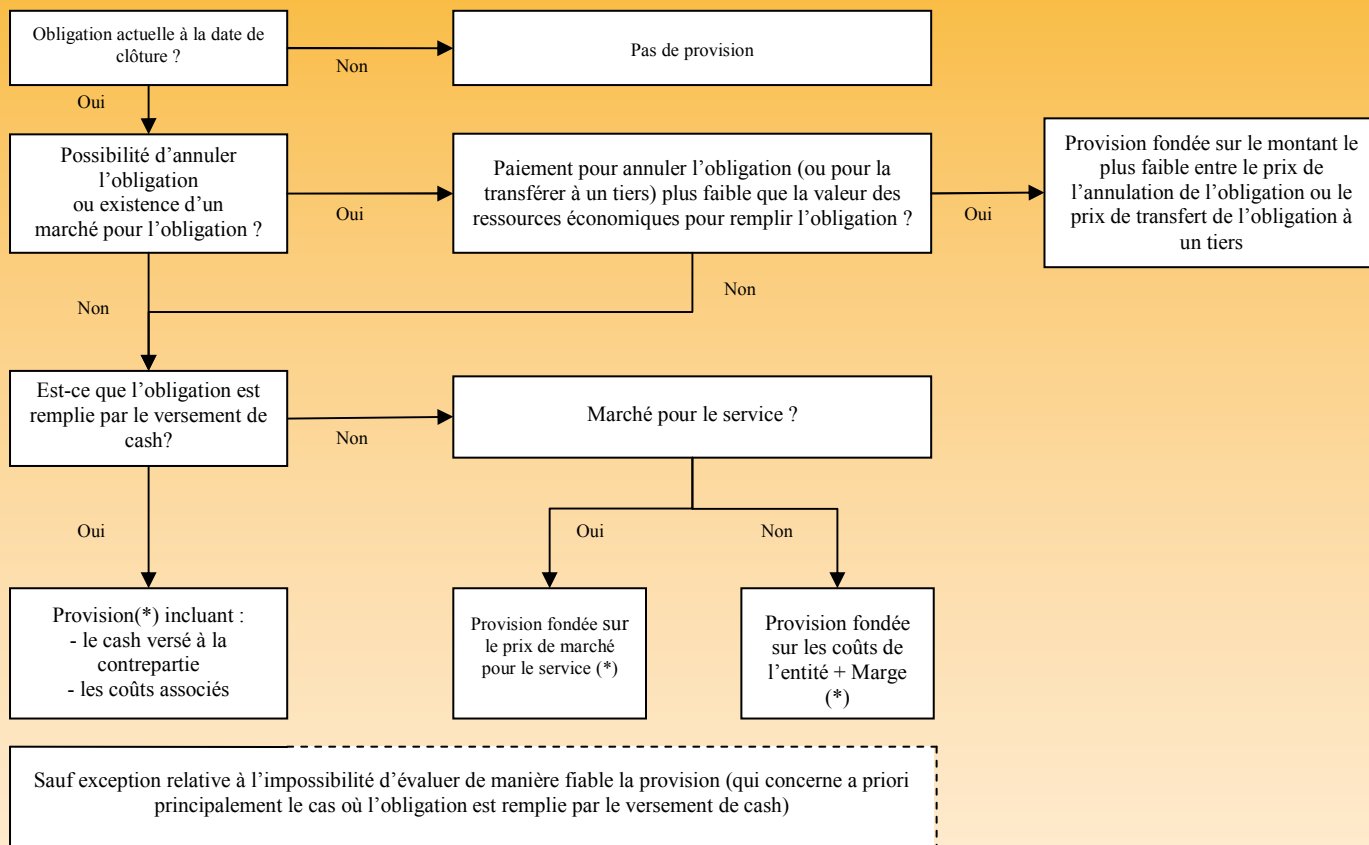 Obligation actuelle à la date de
clôture ?
Non
Pas de provision
Oui
Possibilité d’annuler
l’obligation
ou existence d’un
marché pour l’obligation ?
Oui
Paiement pour annuler l’obligation (ou pour la
transférer à un tiers) plus faible que la valeur des
ressources économiques pour remplir l’obligation ?
Oui
Provision fondée sur le montant le
plus faible entre le prix de
l’annulation de l’obligation ou le
prix de transfert de l’obligation à
un tiers
Non
Non
Est-ce que l’obligation est
remplie par le versement de
cash?
Non
Marché pour le service ?
Oui
Oui
Non
Provision(*) incluant :
- le cash versé à la
contrepartie
- les coûts associés
Provision fondée sur
le prix de marché
pour le service (*)
Provision fondée
sur les coûts de
l’entité + Marge
(*)
Sauf exception relative à l’impossibilité d’évaluer de manière fiable la provision (qui concerne a priori
principalement le cas où l’obligation est remplie par le versement de cash)